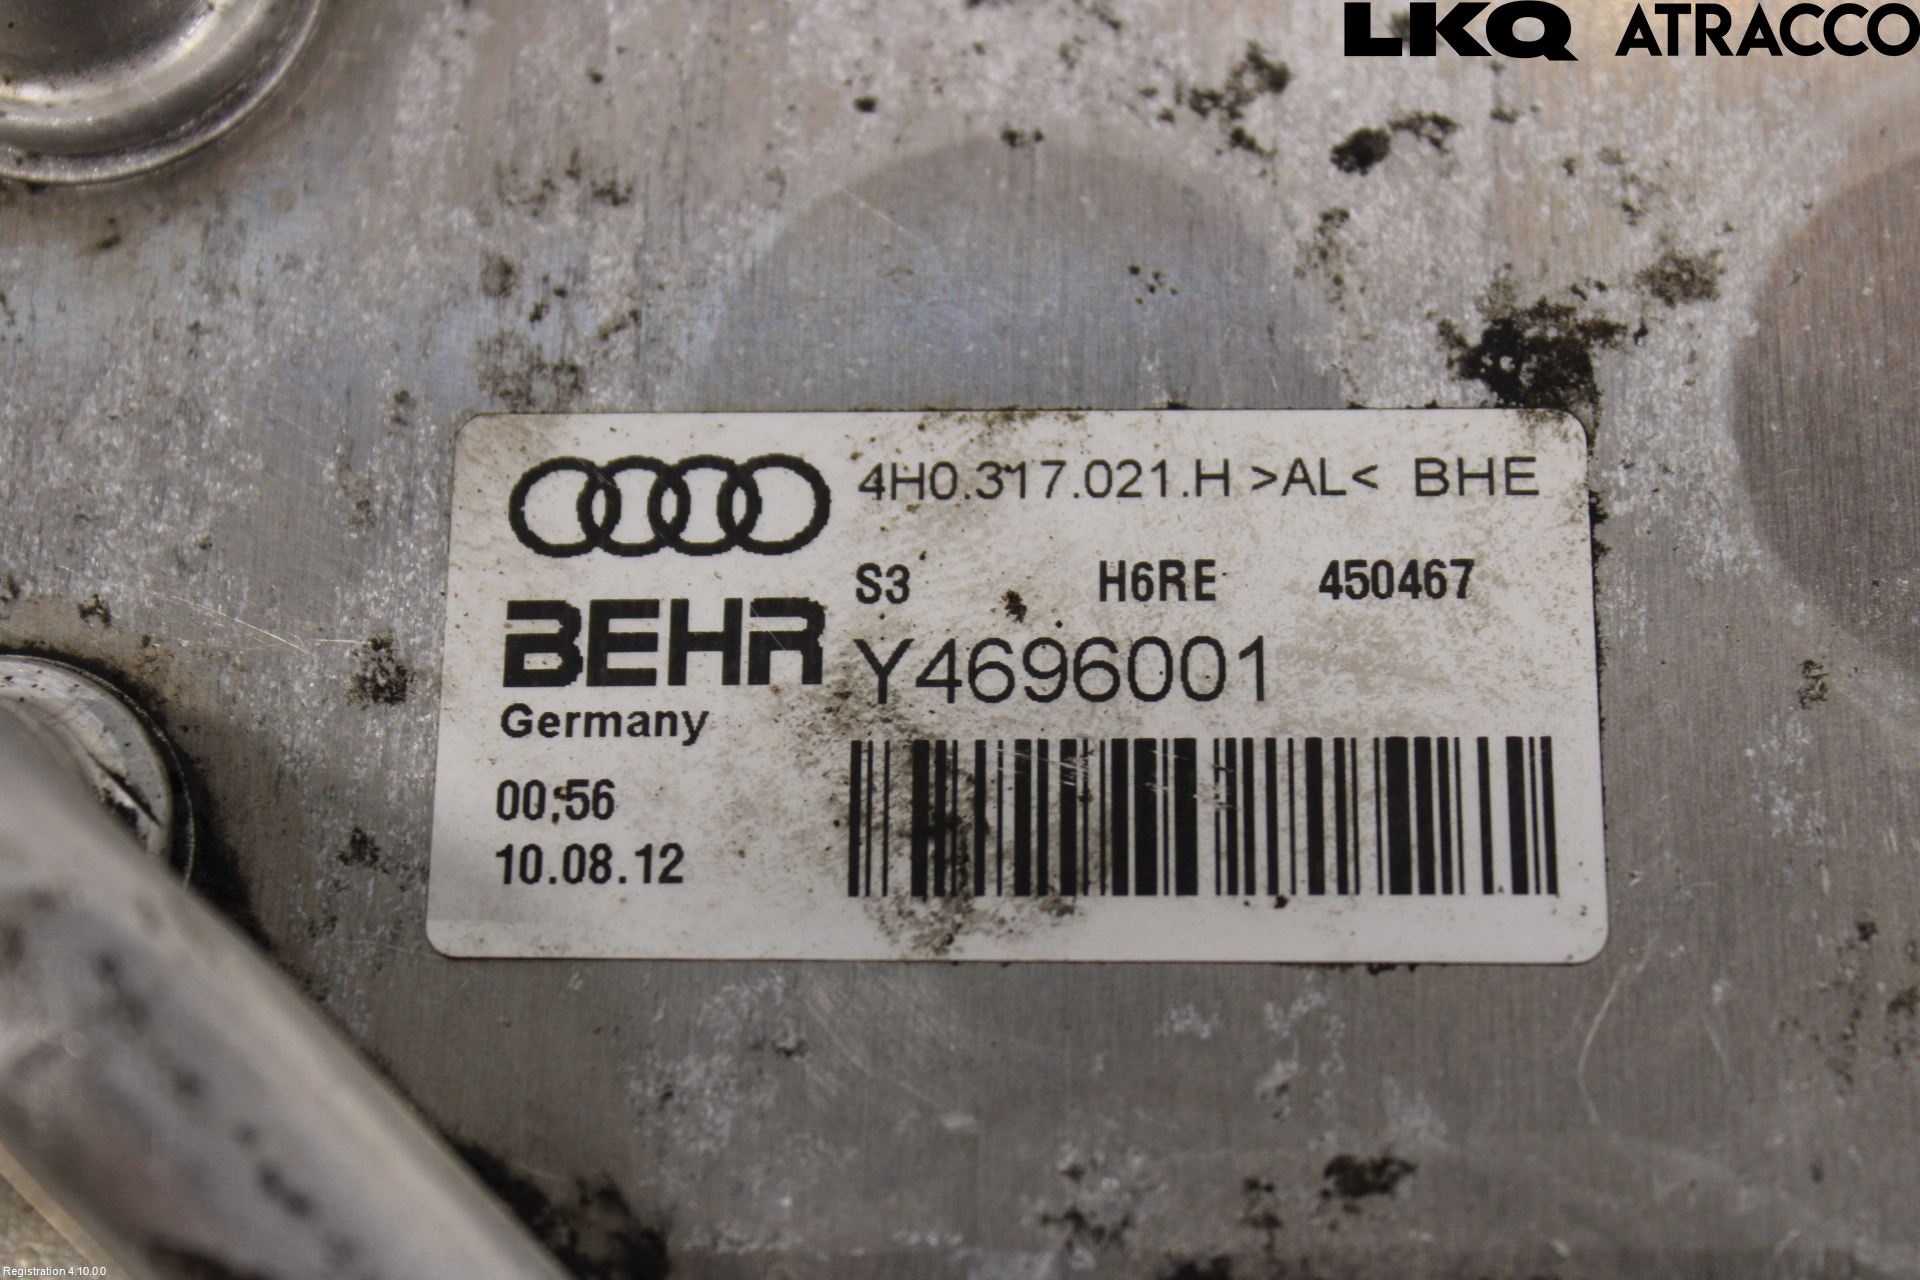 LKQ ATRACCO
4H0.317.021.H >AL< BHE
S3 H6RE 450467
BEHR Y4696001
Germany
00:56
10.08.12
Registration 4.10.0.0